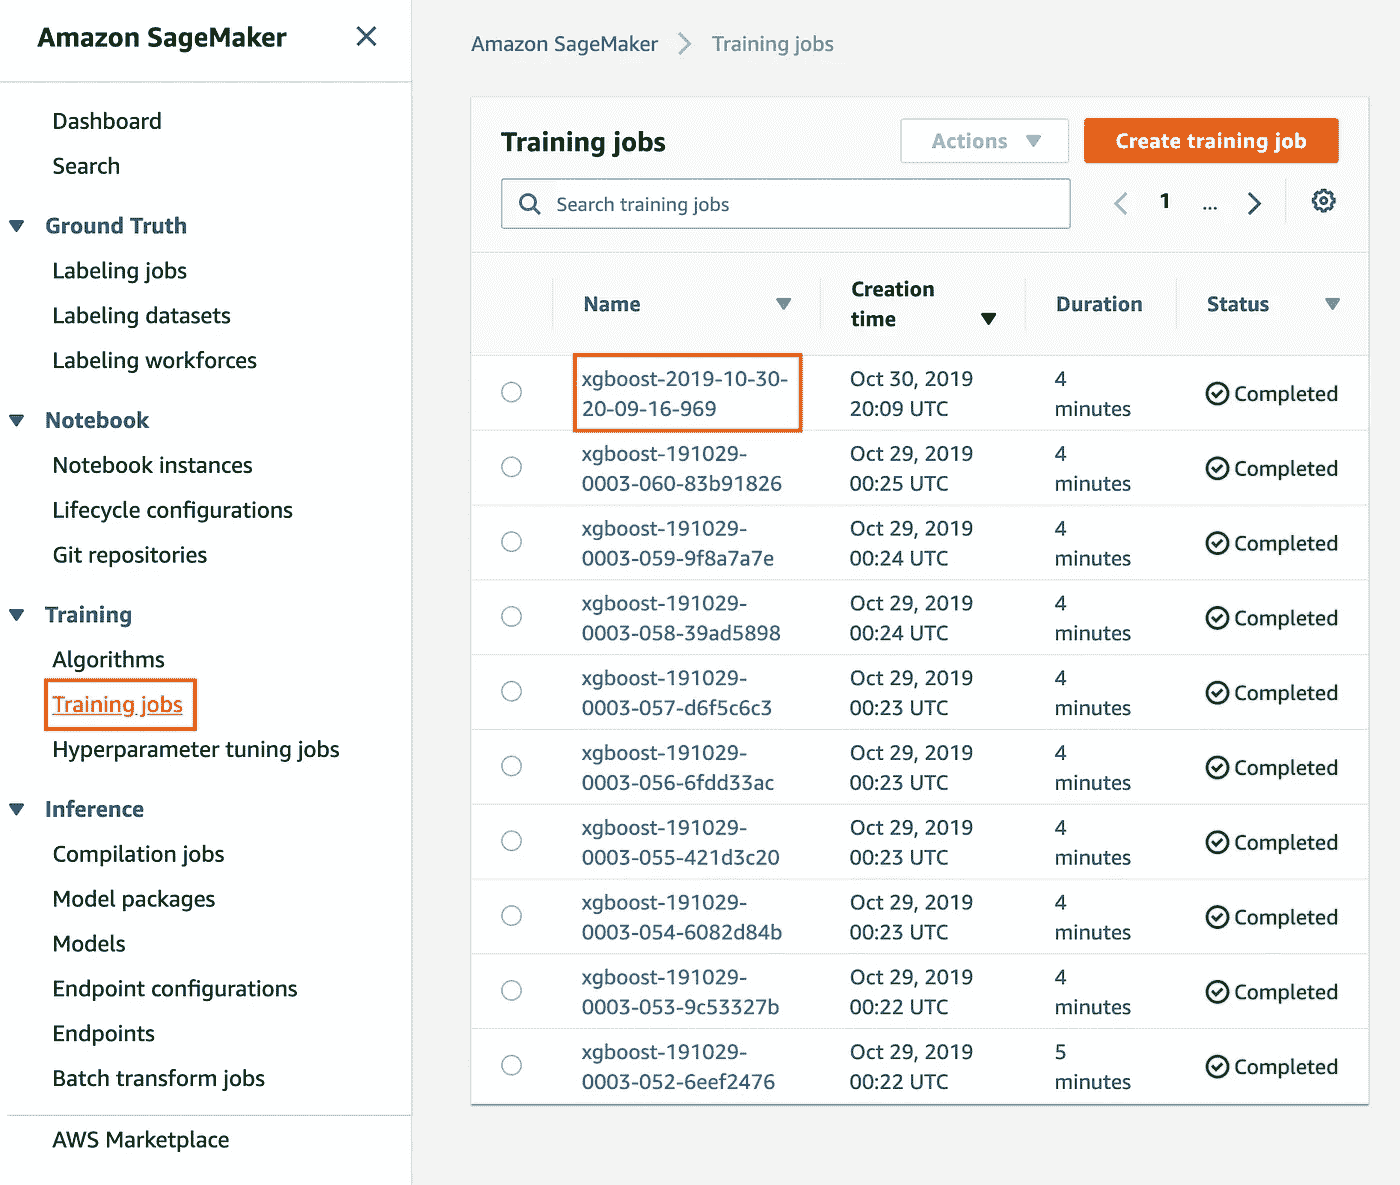 Amazon SageMaker
Dashboard
Search
Ground Truth
Labeling jobs
Labeling datasets
Labeling workforces
Notebook
Notebook instances
Lifecycle configurations
Git repositories
Training
Algorithms
Training jobs
Hyperparameter tuning jobs
Inference
Compilation jobs
Model packages
Models
Endpoint configurations
Endpoints
Batch transform jobs
AWS Marketplace
Amazon SageMaker > Training jobs
Training jobs
Actions
Create training job
Search training jobs
1 ...
Name
Creation
time
Duration
Status
xgboost-2019-10-30-
20-09-16-969
Oct 30, 2019
20:09 UTC
4
minutes
Completed
xgboost-191029-
0003-060-83b91826
Oct 29, 2019
00:25 UTC
4
minutes
Completed
xgboost-191029-
0003-059-9f8a7a7e
Oct 29, 2019
00:24 UTC
4
minutes
Completed
xgboost-191029-
0003-058-39ad5898
Oct 29, 2019
00:24 UTC
4
minutes
Completed
xgboost-191029-
0003-057-d6f5c6c3
Oct 29, 2019
00:23 UTC
4
minutes
Completed
xgboost-191029-
0003-056-6fdd33ac
Oct 29, 2019
00:23 UTC
4
minutes
Completed
xgboost-191029-
0003-055-421d3c20
Oct 29, 2019
00:23 UTC
4
minutes
Completed
xgboost-191029-
0003-054-6082d84b
Oct 29, 2019
00:23 UTC
4
minutes
Completed
xgboost-191029-
0003-053-9c53327b
Oct 29, 2019
00:22 UTC
4
minutes
Completed
xgboost-191029-
0003-052-6eef2476
Oct 29, 2019
00:22 UTC
5
minutes
Completed